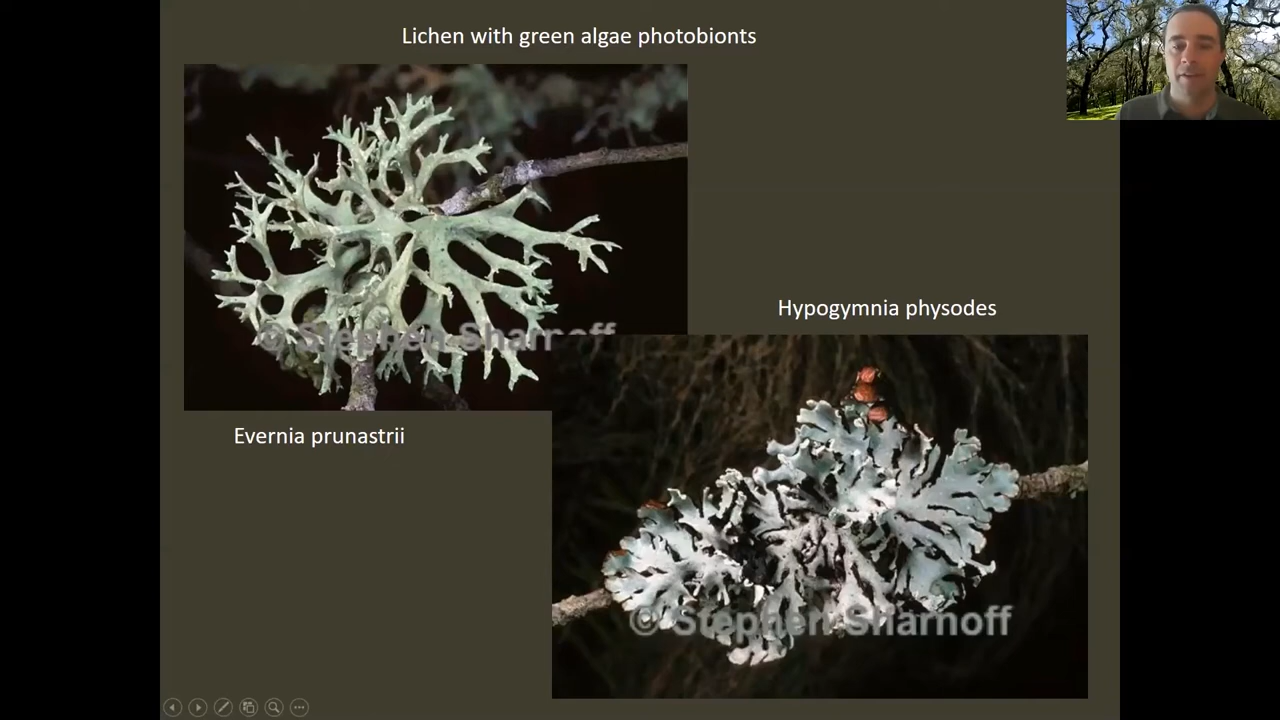 Lichen with green algae photobionts
© Stephen Sharnoff
Hypogymnia physodes
Evernia prunastrii
© Stephen Sharnoff